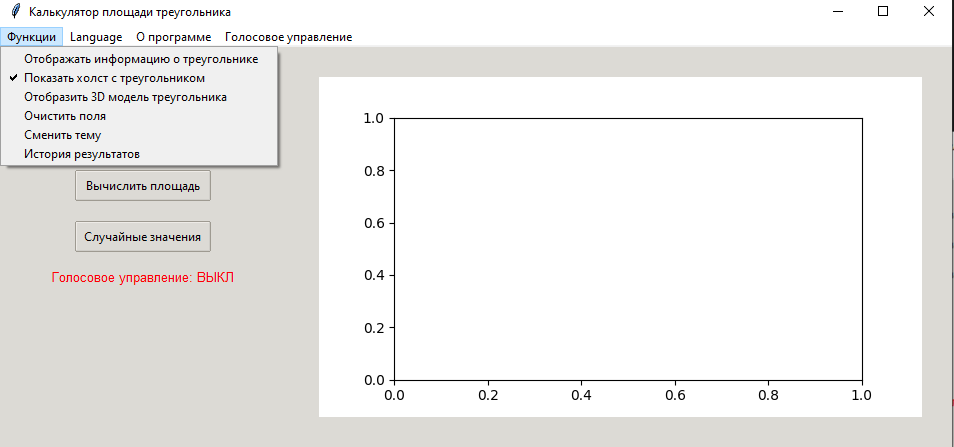 Калькулятор площади треугольника
Функции Language О программе Голосовое управление
Отображать информацию о треугольнике
Показать холст с треугольником
Отобразить 3D модель треугольника
Очистить поля
Сменить тему
История результатов
Вычислить площадь
Случайные значения
Голосовое управление: ВЫКЛ
1.0
0.8
0.6
0.4
0.2
0.0
0.0 0.2 0.4 0.6 0.8 1.0